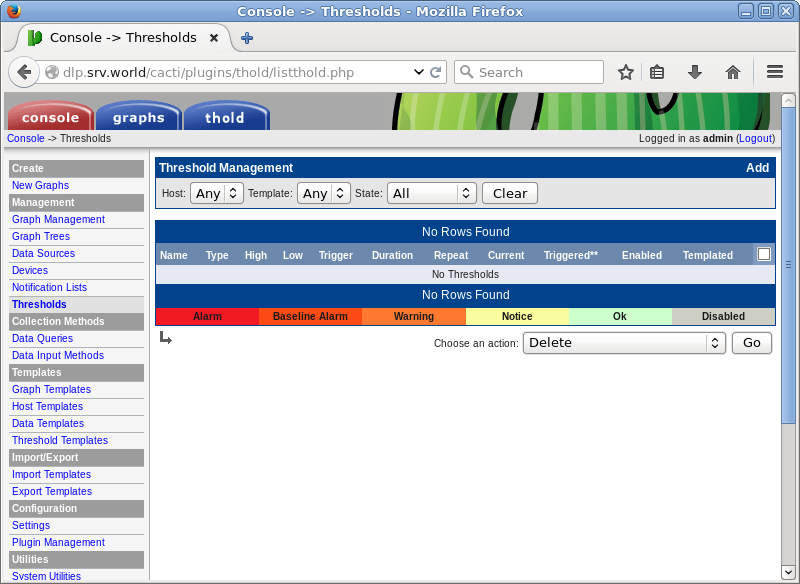 Console -> Thresholds - Mozilla Firefox
Console -> Thresholds
dlp.srv.world/cacti/plugins/thold/listthold.php
Search
console graphs thold
Console -> Thresholds
Logged in as admin (Logout)
Create
New Graphs
Management
Graph Management
Graph Trees
Data Sources
Devices
Notification Lists
Thresholds
Collection Methods
Data Queries
Data Input Methods
Templates
Graph Templates
Host Templates
Data Templates
Threshold Templates
Import/Export
Import Templates
Export Templates
Configuration
Settings
Plugin Management
Utilities
System Utilities
Threshold Management Add
Host: Any Template: Any State: All Clear
No Rows Found
Name Type High Low Trigger Duration Repeat Current Triggered** Enabled Templated
No Thresholds
No Rows Found
Alarm Baseline Alarm Warning Notice Ok Disabled
Choose an action: Delete Go